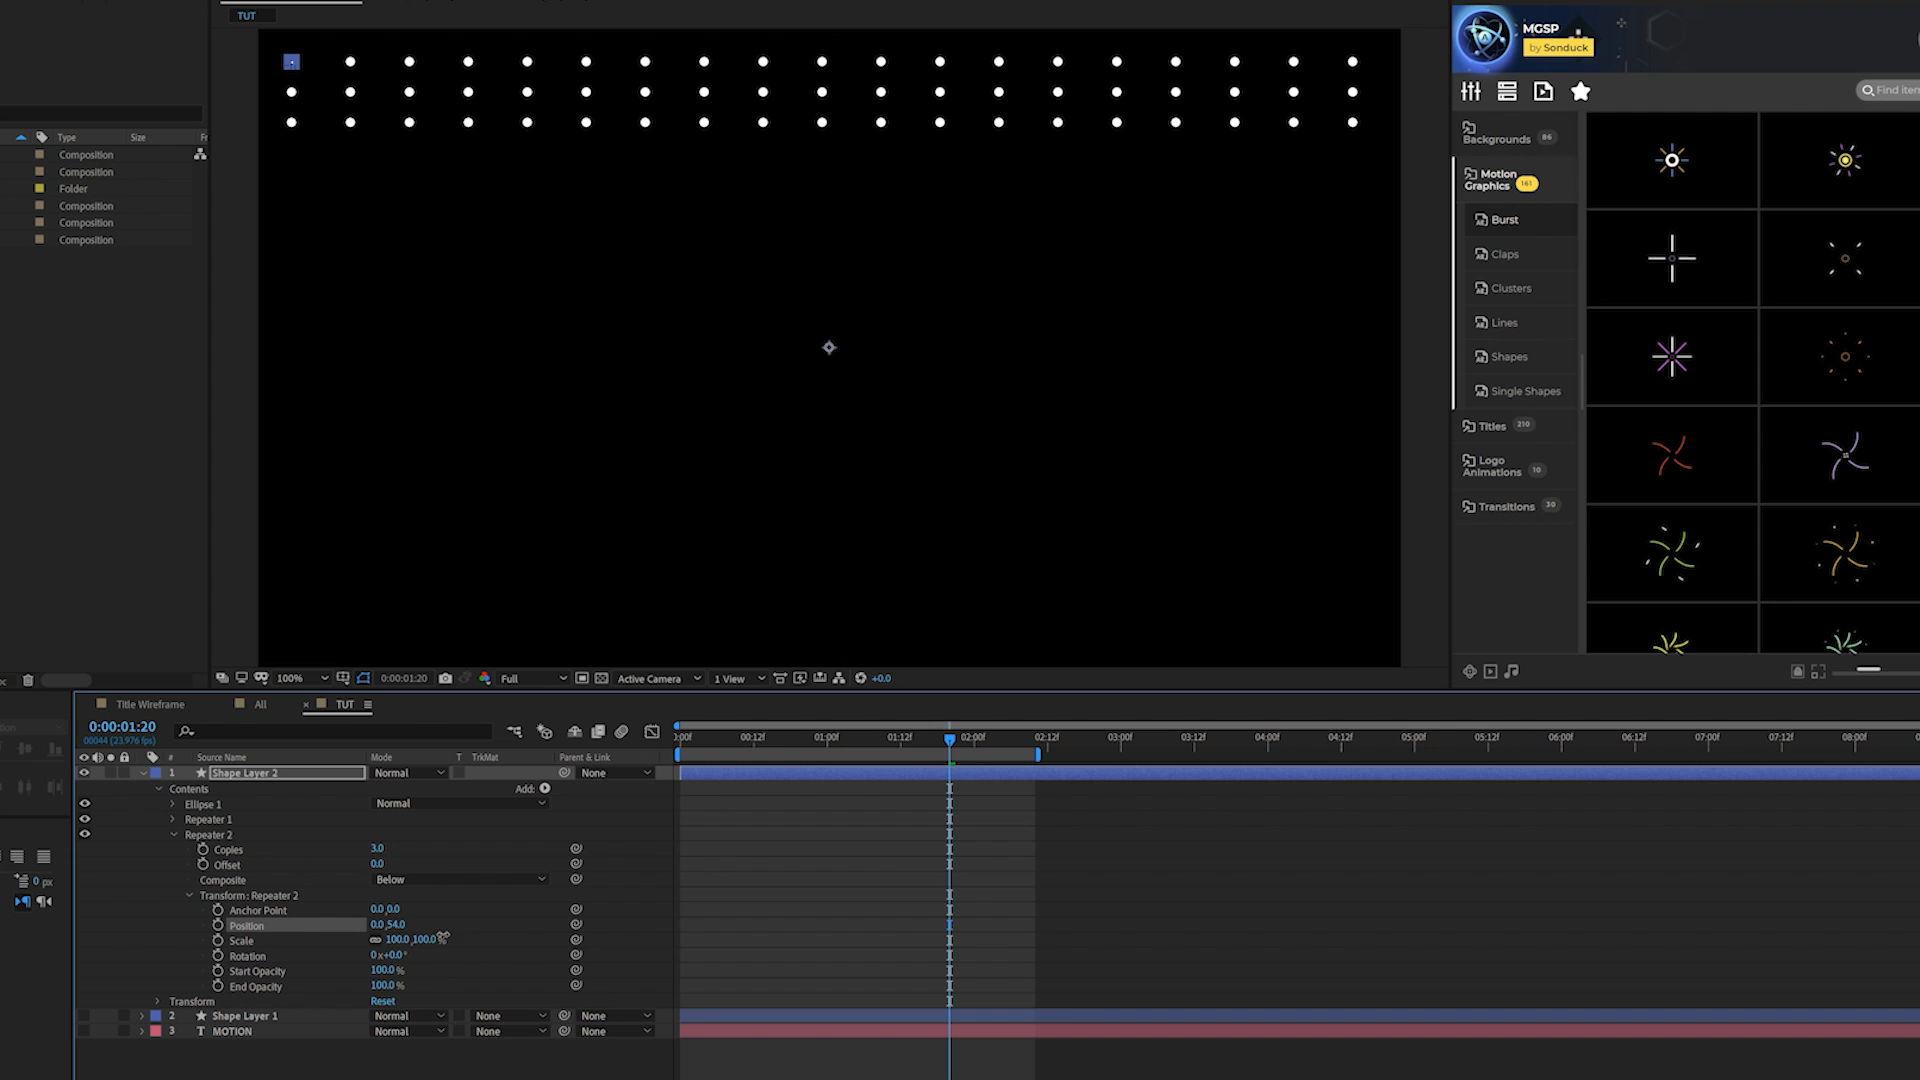 TUT
MGSP
by Sonduck
Find iten
Type Size Fr
Composition
Composition
Folder
Composition
Composition
Composition
Backgrounds 86
Motion
Graphics 161
Burst
Claps
Clusters
Lines
Shapes
Single Shapes
Titles 210
Logo
Animations 10
Transitions 30
100% 0:00:01:20 Full Active Camera 1 View +0.0
Title Wireframe All × TUT
0:00:01:20
00044 (23.976 fps)
:00f 00:12f 01:00f 01:12f 02:00f 02:12f 03:00f 03:12f 04:00f 04:12f 05:00f 05:12f 06:00f 06:12f 07:00f 07:12f 08:00f
# Source Name Mode T TrkMat Parent & Link
1 Shape Layer 2 Normal None
Contents Add:
Ellipse 1 Normal
Repeater 1
Repeater 2
Copies 3.0
Offset 0.0
Composite Below
Transform: Repeater 2
Anchor Point 0.0,0.0
Position 0.0,54.0
Scale 100.0,100.0%
Rotation 0x+0.0°
Start Opacity 100.0%
End Opacity 100.0%
Transform Reset
2 Shape Layer 1 Normal None None
3 T MOTION Normal None None
0 px